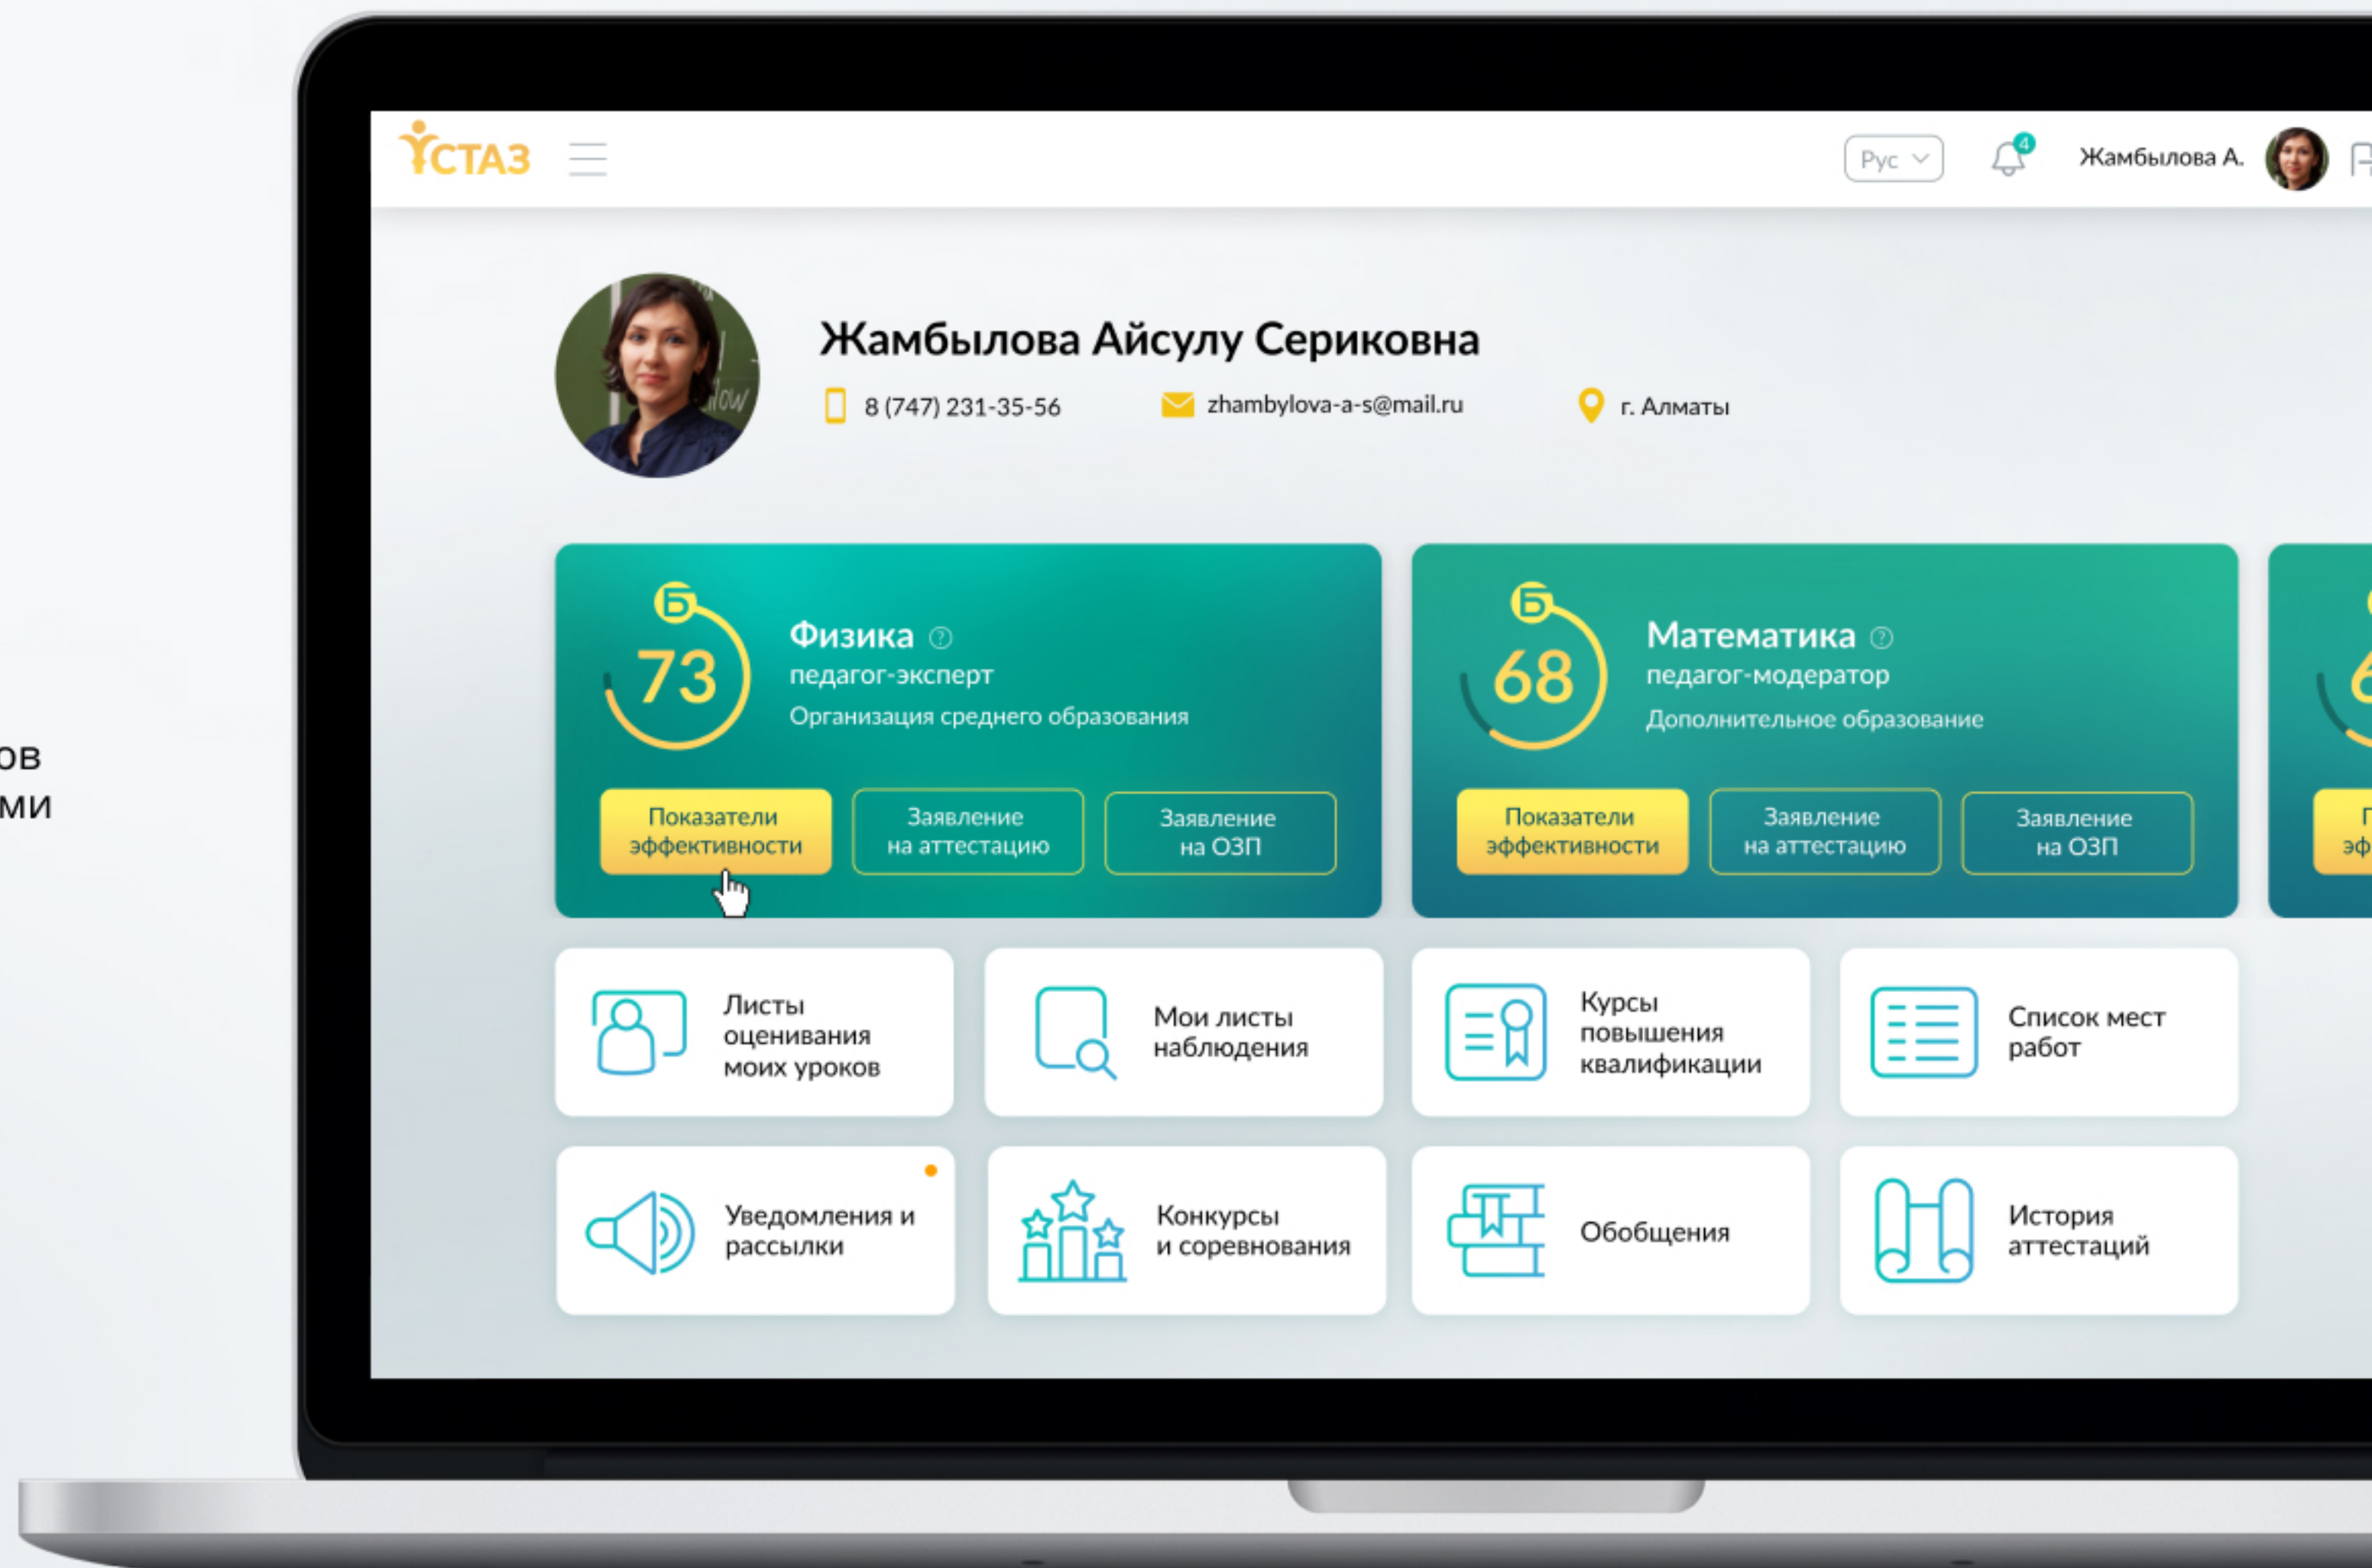 ҰСТАЗ
Рус
4
Жамбылова А.
Жамбылова Айсулу Сериковна
8 (747) 231-35-56
zhambylova-a-s@mail.ru
г. Алматы
Б
73
Физика ?
педагог-эксперт
Организация среднего образования
Показатели
эффективности
Заявление
на аттестацию
Заявление
на ОЗП
Б
68
Математика ?
педагог-модератор
Дополнительное образование
Показатели
эффективности
Заявление
на аттестацию
Заявление
на ОЗП
ов
ми
Листы
оценивания
моих уроков
Мои листы
наблюдения
Курсы
повышения
квалификации
Список мест
работ
Уведомления и
рассылки
Конкурсы
и соревнования
Обобщения
История
аттестаций